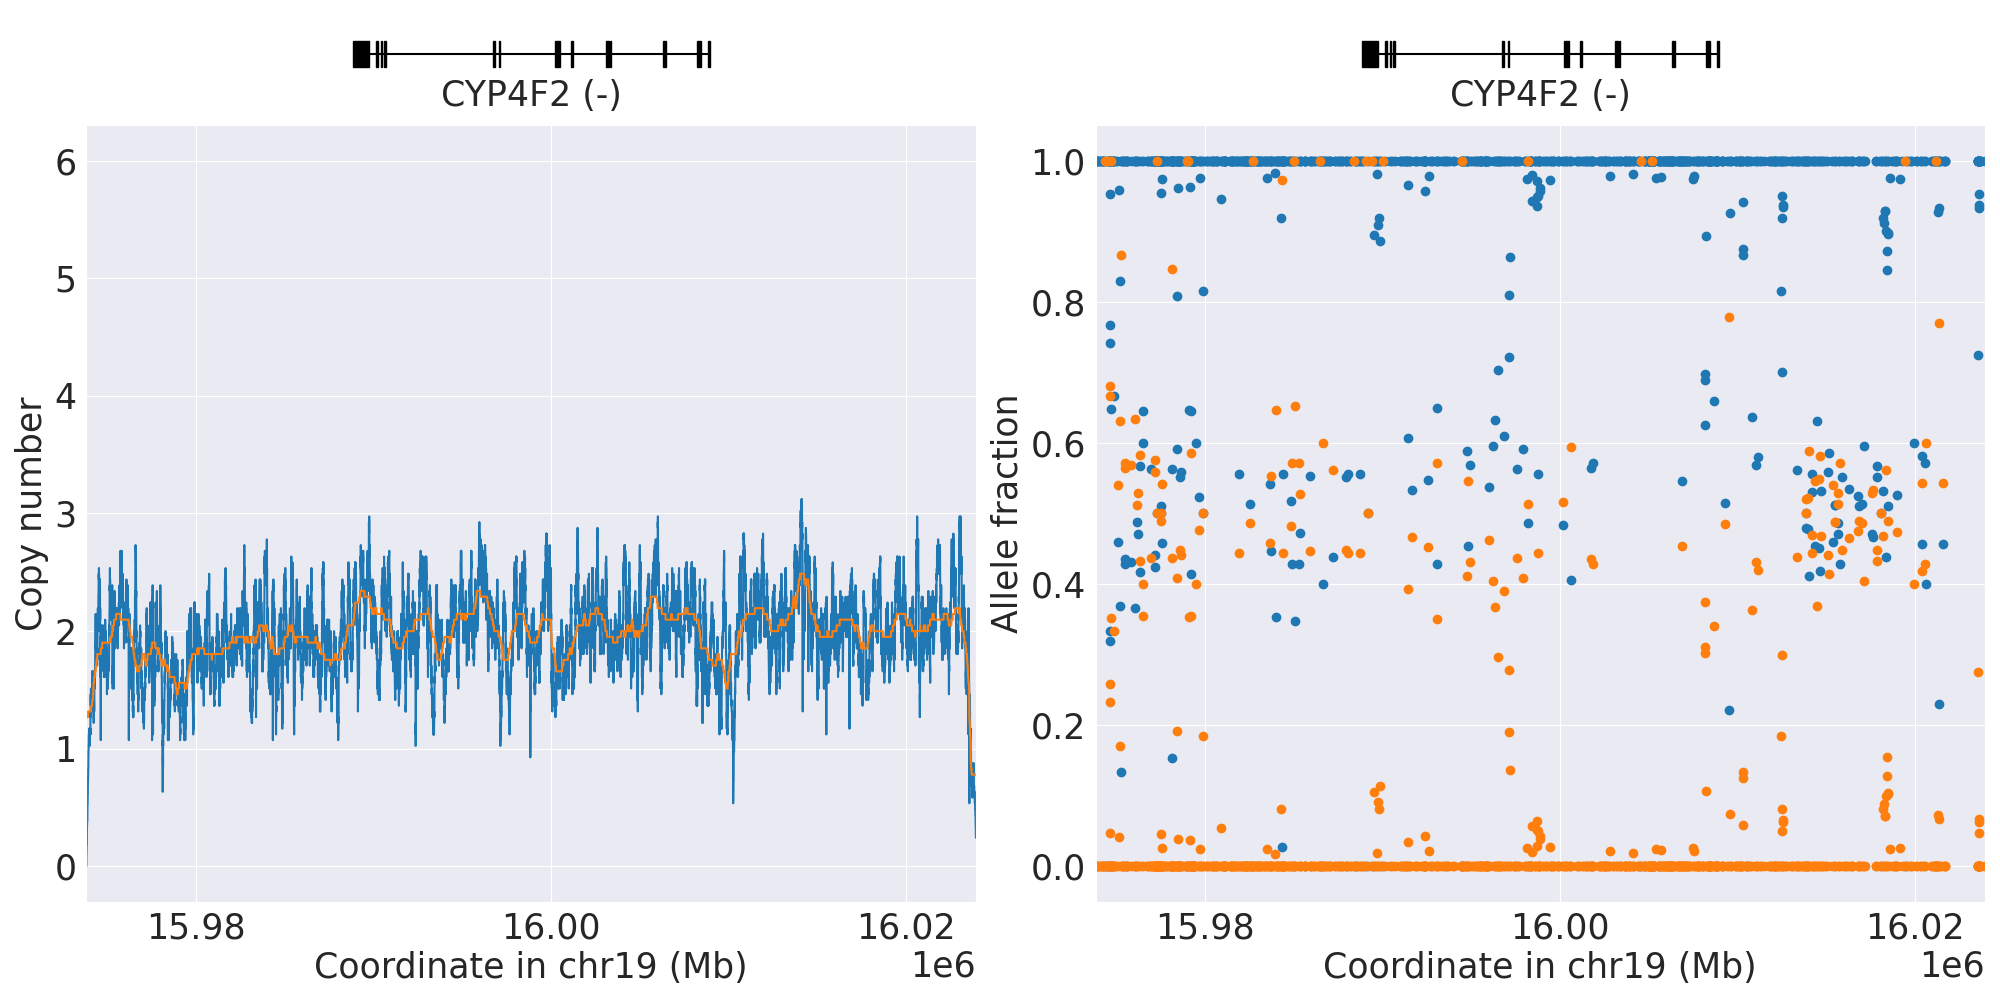 CYP4F2 (-)
6
5
4
3
2
1
0
Copy number
15.98
16.00
16.02
Coordinate in chr19 (Mb)
1e6
CYP4F2 (-)
1.0
0.8
0.6
0.4
0.2
0.0
Allele fraction
15.98
16.00
16.02
Coordinate in chr19 (Mb)
1e6